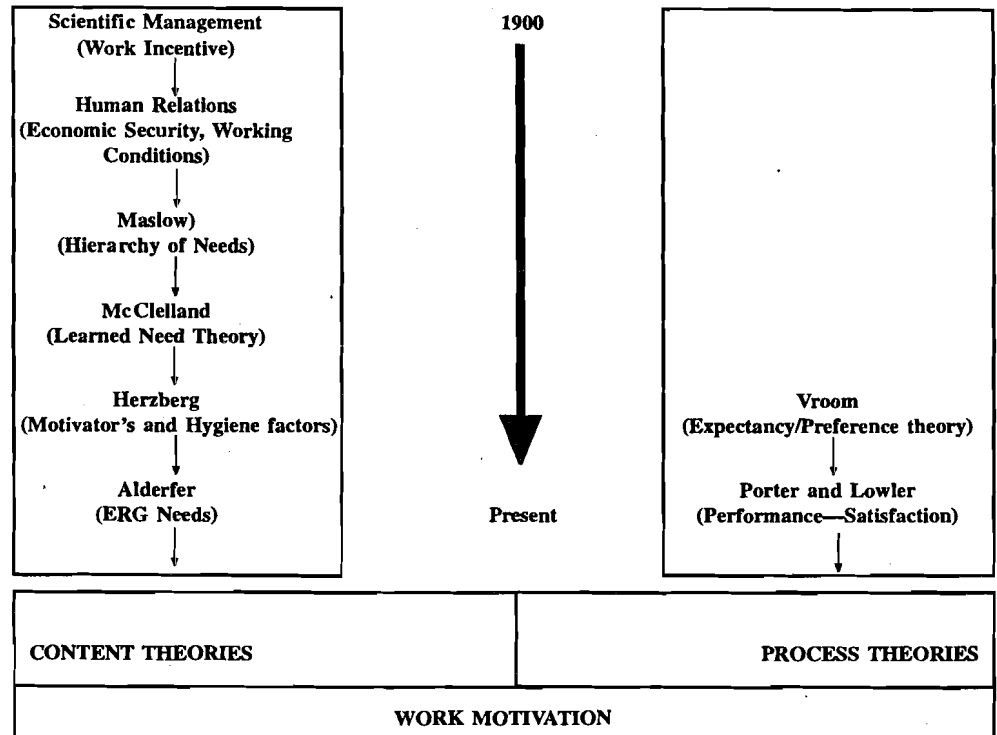 Scientific Management
(Work Incentive)
Human Relations
(Economic Security, Working
Conditions)
Maslow)
(Hierarchy of Needs)
McClelland
(Learned Need Theory)
Herzberg
(Motivator's and Hygiene factors)
Alderfer
(ERG Needs)
1900
Present
Vroom
(Expectancy/Preference theory)
Porter and Lowler
(Performance—Satisfaction)
CONTENT THEORIES
PROCESS THEORIES
WORK MOTIVATION